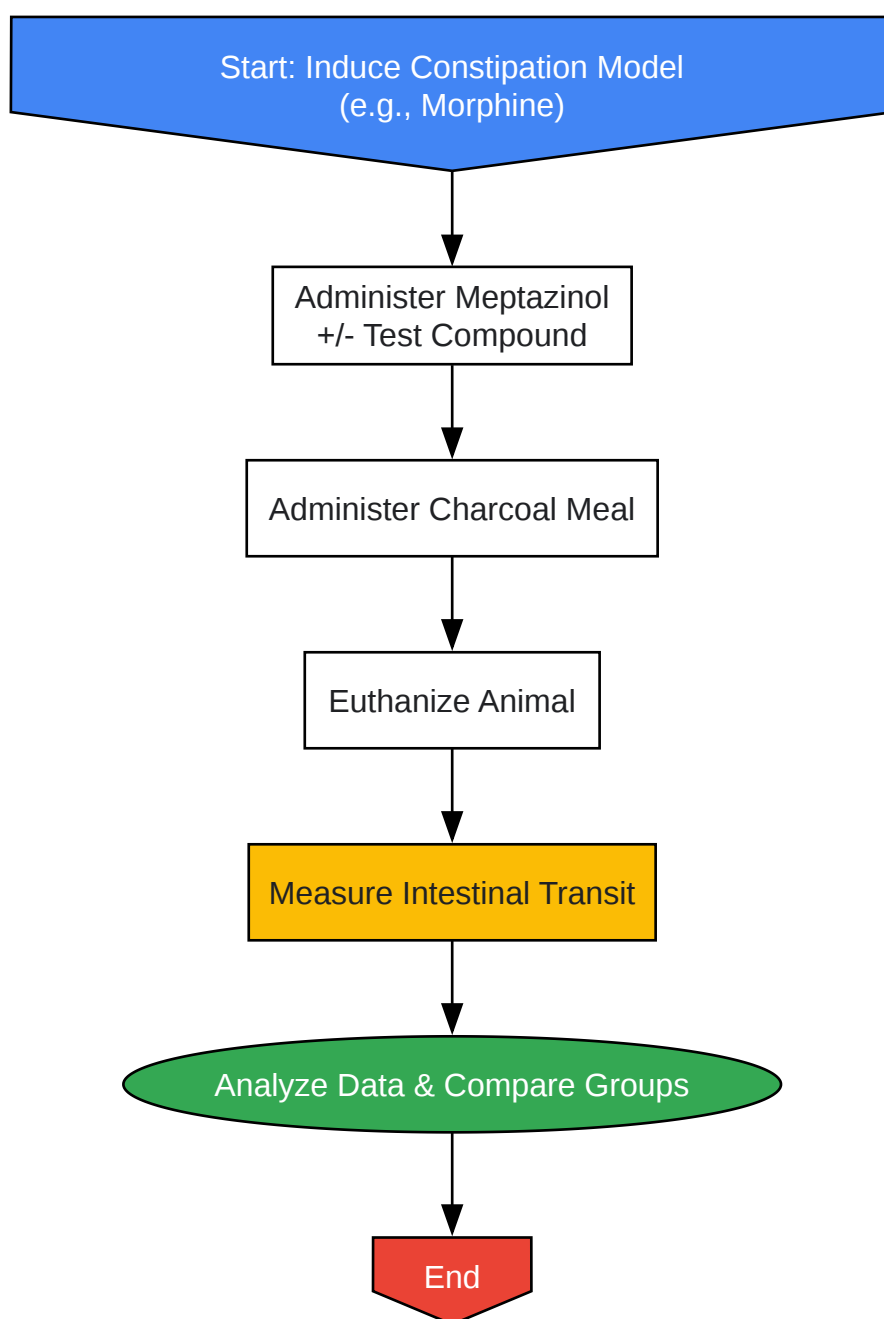 Start: Induce Constipation Model
(e.g., Morphine)
Administer Meptazinol
+/- Test Compound
Administer Charcoal Meal
Euthanize Animal
Measure Intestinal Transit
Analyze Data & Compare Groups
End